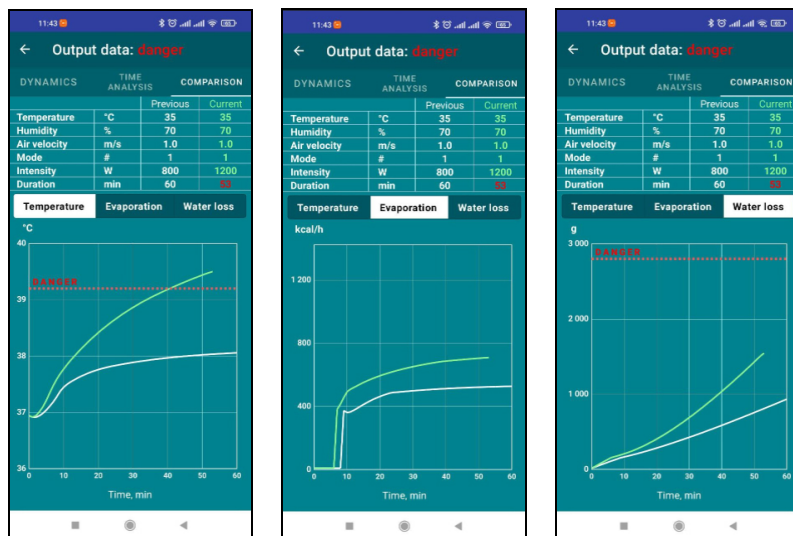 11:43
Output data: danger
DYNAMICS
TIME
ANALYSIS
COMPARISON
Previous Current
Temperature °C 35 35
Humidity % 70 70
Air velocity m/s 1.0 1.0
Mode # 1 1
Intensity W 800 1200
Duration min 60 53
Temperature Evaporation Water loss
°C
40
DANGER
39
38
37
36
0 10 20 30 40 50 60
Time, min
11:43
Output data: danger
DYNAMICS
TIME
ANALYSIS
COMPARISON
Previous Current
Temperature °C 35 35
Humidity % 70 70
Air velocity m/s 1.0 1.0
Mode # 1 1
Intensity W 800 1200
Duration min 60 53
Temperature Evaporation Water loss
kcal/h
1 200
800
400
0
0 10 20 30 40 50 60
Time, min
11:43
Output data: danger
DYNAMICS
TIME
ANALYSIS
COMPARISON
Previous Current
Temperature °C 35 35
Humidity % 70 70
Air velocity m/s 1.0 1.0
Mode # 1 1
Intensity W 800 1200
Duration min 60 53
Temperature Evaporation Water loss
g
3 000
DANGER
2 000
1 000
0
0 10 20 30 40 50 60
Time, min